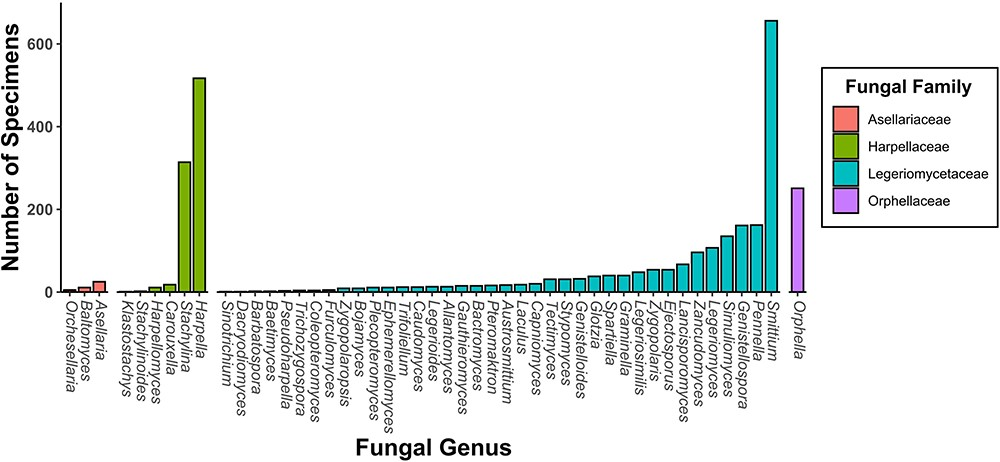 Number of Specimens
600
400
200
0
Orchesellaria
Baltomyces
Asellaria
Klastostachys
Stachylinoides
Harpellomyces
Carouxella
Stachylina
Harpella
Sinotrichium
Dacryodiomyces
Barbatospora
Baetimyces
Pseudoharpella
Trichozygospora
Coleopteromyces
Furculomyces
Zygopolaropsis
Bojamyces
Plecopteromyces
Ephemerellomyces
Trifoliellum
Caudomyces
Legerioides
Allantomyces
Gauthieromyces
Bactromyces
Pteromaktron
Austrosmittium
Laculus
Capniomyces
Tectimyces
Stypomyces
Genistelloides
Glotzia
Spartiella
Graminella
Legeriosimilis
Zygopolaris
Ejectosporus
Lancisporomyces
Zancudomyces
Legeriomyces
Simuliomyces
Genistellospora
Pennella
Smittium
Orphella
Fungal Genus
Fungal Family
Asellariaceae
Harpellaceae
Legeriomycetaceae
Orphellaceae